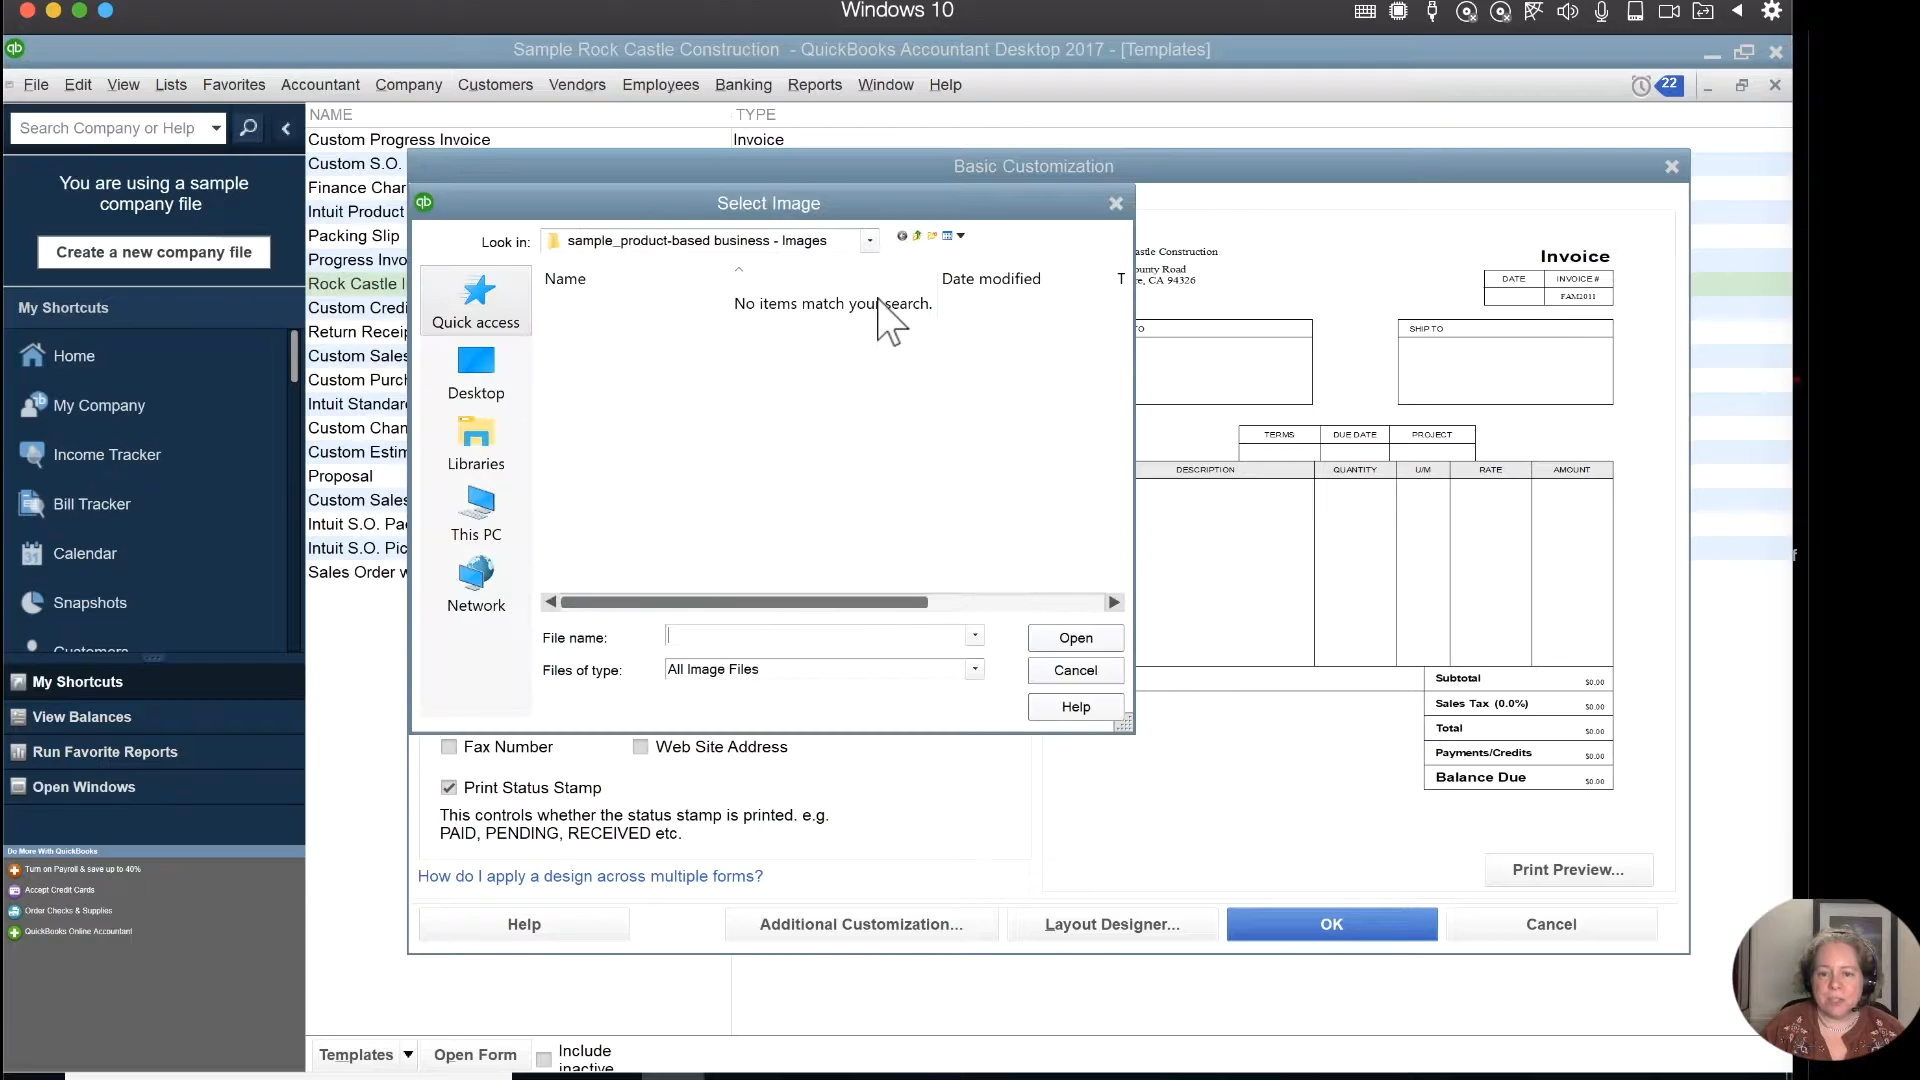 Windows 10
Sample Rock Castle Construction - QuickBooks Accountant Desktop 2017 - [Templates]
File Edit View Lists Favorites Accountant Company Customers Vendors Employees Banking Reports Window Help
22
Search Company or Help
You are using a sample
company file
Create a new company file
My Shortcuts
Home
My Company
Income Tracker
Bill Tracker
31
Calendar
Snapshots
Customers
My Shortcuts
View Balances
Run Favorite Reports
Open Windows
Do More With QuickBooks
Turn on Payroll & save up to 40%
Accept Credit Cards
Order Checks & Supplies
QuickBooks Online Accountant
NAME TYPE
Custom Progress Invoice Invoice
Custom S.O.
Finance Char
Intuit Product
Packing Slip
Progress Invo
Rock Castle I
Custom Credi
Return Receip
Custom Sales
Custom Purch
Intuit Standard
Custom Chan
Custom Estim
Proposal
Custom Sales
Intuit S.O. Pa
Intuit S.O. Pic
Sales Order w
Templates Open Form Include
inactive
Basic Customization
qb
Select Image
Look in: sample_product-based business - Images
Name Date modified T
No items match your search.
Quick access
Desktop
Libraries
This PC
Network
File name: Open
Files of type: All Image Files Cancel
Help
Fax Number Web Site Address
Print Status Stamp
This controls whether the status stamp is printed. e.g.
PAID, PENDING, RECEIVED etc.
How do I apply a design across multiple forms?
astle Construction
ounty Road
re, CA 94326
Invoice
DATE INVOICE #
FAM2011
TO SHIP TO
TERMS DUE DATE PROJECT
DESCRIPTION QUANTITY U/M RATE AMOUNT
Subtotal $0.00
Sales Tax (0.0%) $0.00
Total $0.00
Payments/Credits $0.00
Balance Due $0.00
Print Preview...
Help Additional Customization... Layout Designer... OK Cancel